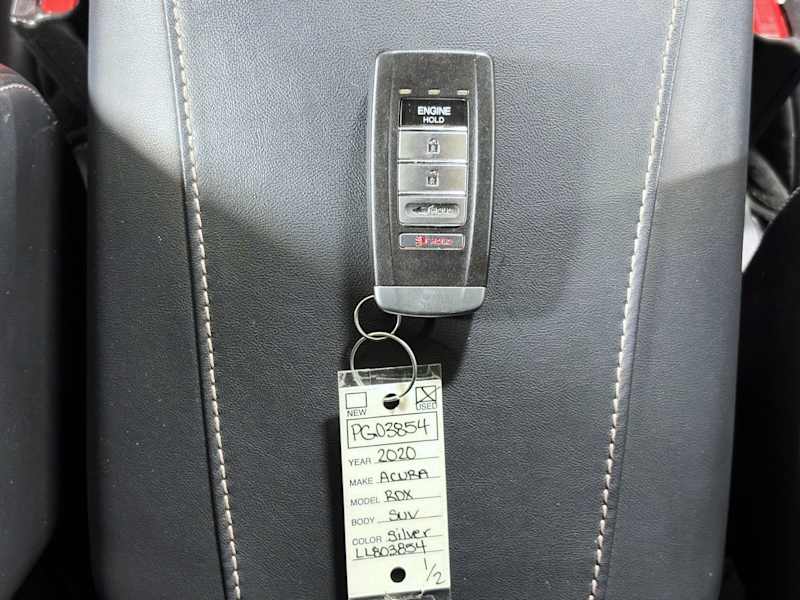 ENGINE
HOLD
NEW USED
PG03854
YEAR 2020
MAKE ACURA
MODEL RDX
BODY SUV
COLOR Silver
LL803854
1/2